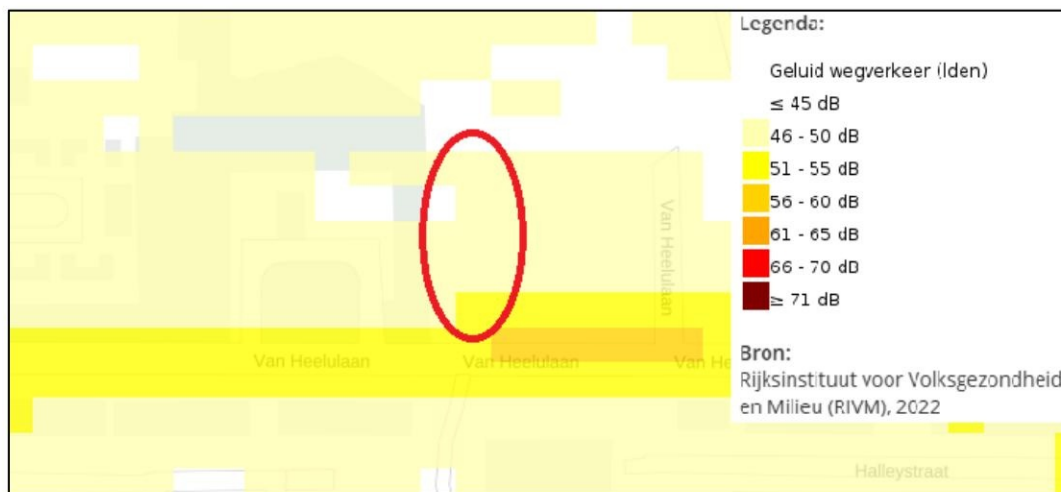 Legenda:
Geluid wegverkeer (lden)
≤ 45 dB
46 - 50 dB
51 - 55 dB
56 - 60 dB
61 - 65 dB
66 - 70 dB
≥ 71 dB
Bron:
Rijksinstituut voor Volksgezondheid
en Milieu (RIVM), 2022
Van Heelulaan
Van Heelulaan
Van Heelulaan
Van He
Halleystraat